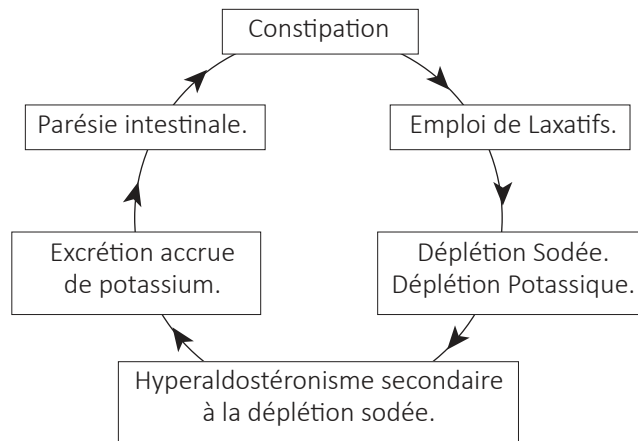 Constipation
Parésie intestinale.
Emploi de Laxatifs.
Excrétion accrue
de potassium.
Déplétion Sodée.
Déplétion Potassique.
Hyperaldostéronisme secondaire
à la déplétion sodée.